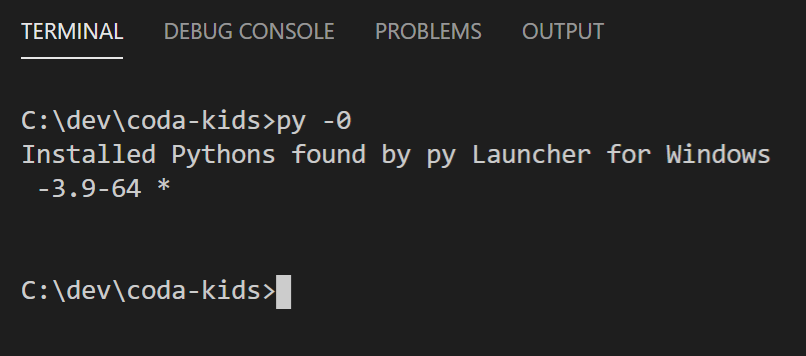 TERMINAL DEBUG CONSOLE PROBLEMS OUTPUT
C:\dev\coda-kids>py -0
Installed Pythons found by py Launcher for Windows
 -3.9-64 *
C:\dev\coda-kids>